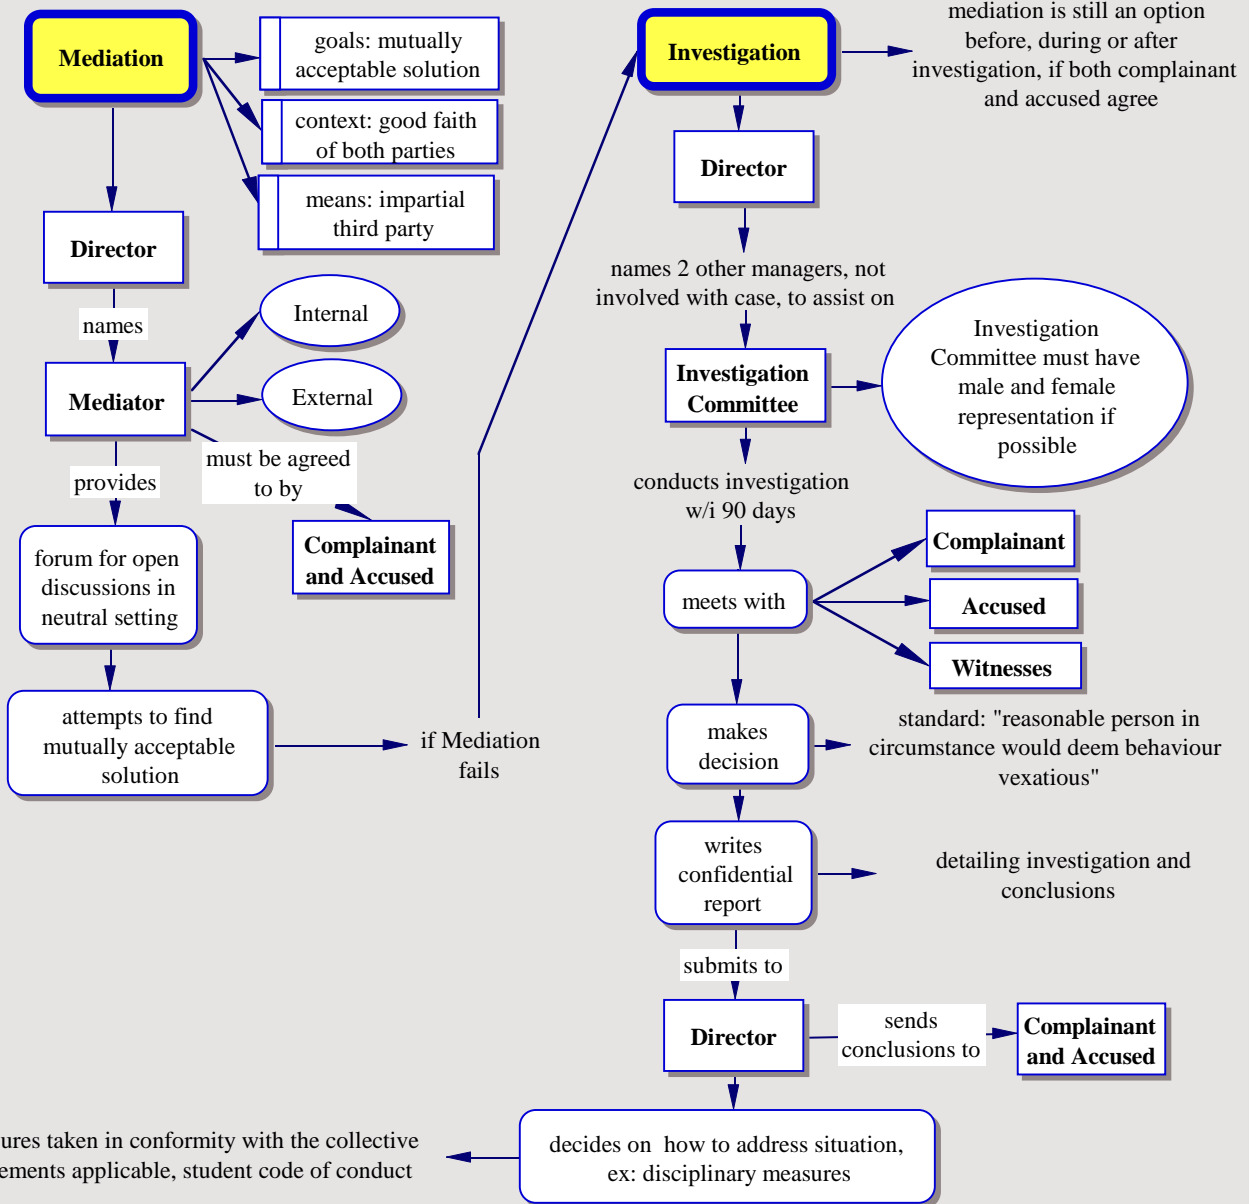 Mediation
goals: mutually
acceptable solution
context: good faith
of both parties
means: impartial
third party
Director
names
Internal
Mediator
External
must be agreed
to by
Complainant
and Accused
provides
forum for open
discussions in
neutral setting
attempts to find
mutually acceptable
solution
if Mediation
fails
Investigation
mediation is still an option
before, during or after
investigation, if both complainant
and accused agree
Director
names 2 other managers, not
involved with case, to assist on
Investigation
Committee
Investigation
Committee must have
male and female
representation if
possible
conducts investigation
w/i 90 days
meets with
Complainant
Accused
Witnesses
makes
decision
standard: "reasonable person in
circumstance would deem behaviour
vexatious"
writes
confidential
report
detailing investigation and
conclusions
submits to
Director
sends
conclusions to
Complainant
and Accused
decides on how to address situation,
ex: disciplinary measures
taken in conformity with the collective
applicable, student code of conduct